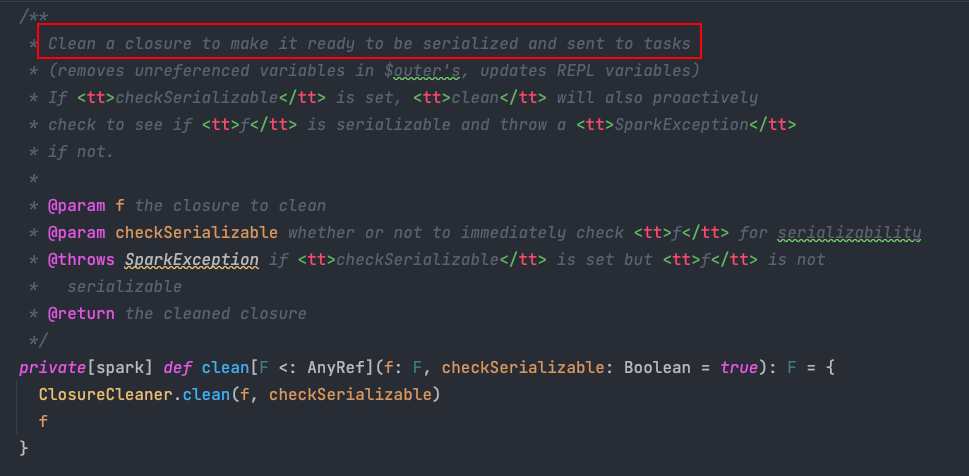 /**
 * Clean a closure to make it ready to be serialized and sent to tasks
 * (removes unreferenced variables in $outer's, updates REPL variables)
 * If <tt>checkSerializable</tt> is set, <tt>clean</tt> will also proactively
 * check to see if <tt>f</tt> is serializable and throw a <tt>SparkException</tt>
 * if not.
 *
 * @param f the closure to clean
 * @param checkSerializable whether or not to immediately check <tt>f</tt> for serializability
 * @throws SparkException if <tt>checkSerializable</tt> is set but <tt>f</tt> is not
 *   serializable
 * @return the cleaned closure
 */
private[spark] def clean[F <: AnyRef](f: F, checkSerializable: Boolean = true): F = {
  ClosureCleaner.clean(f, checkSerializable)
  f
}